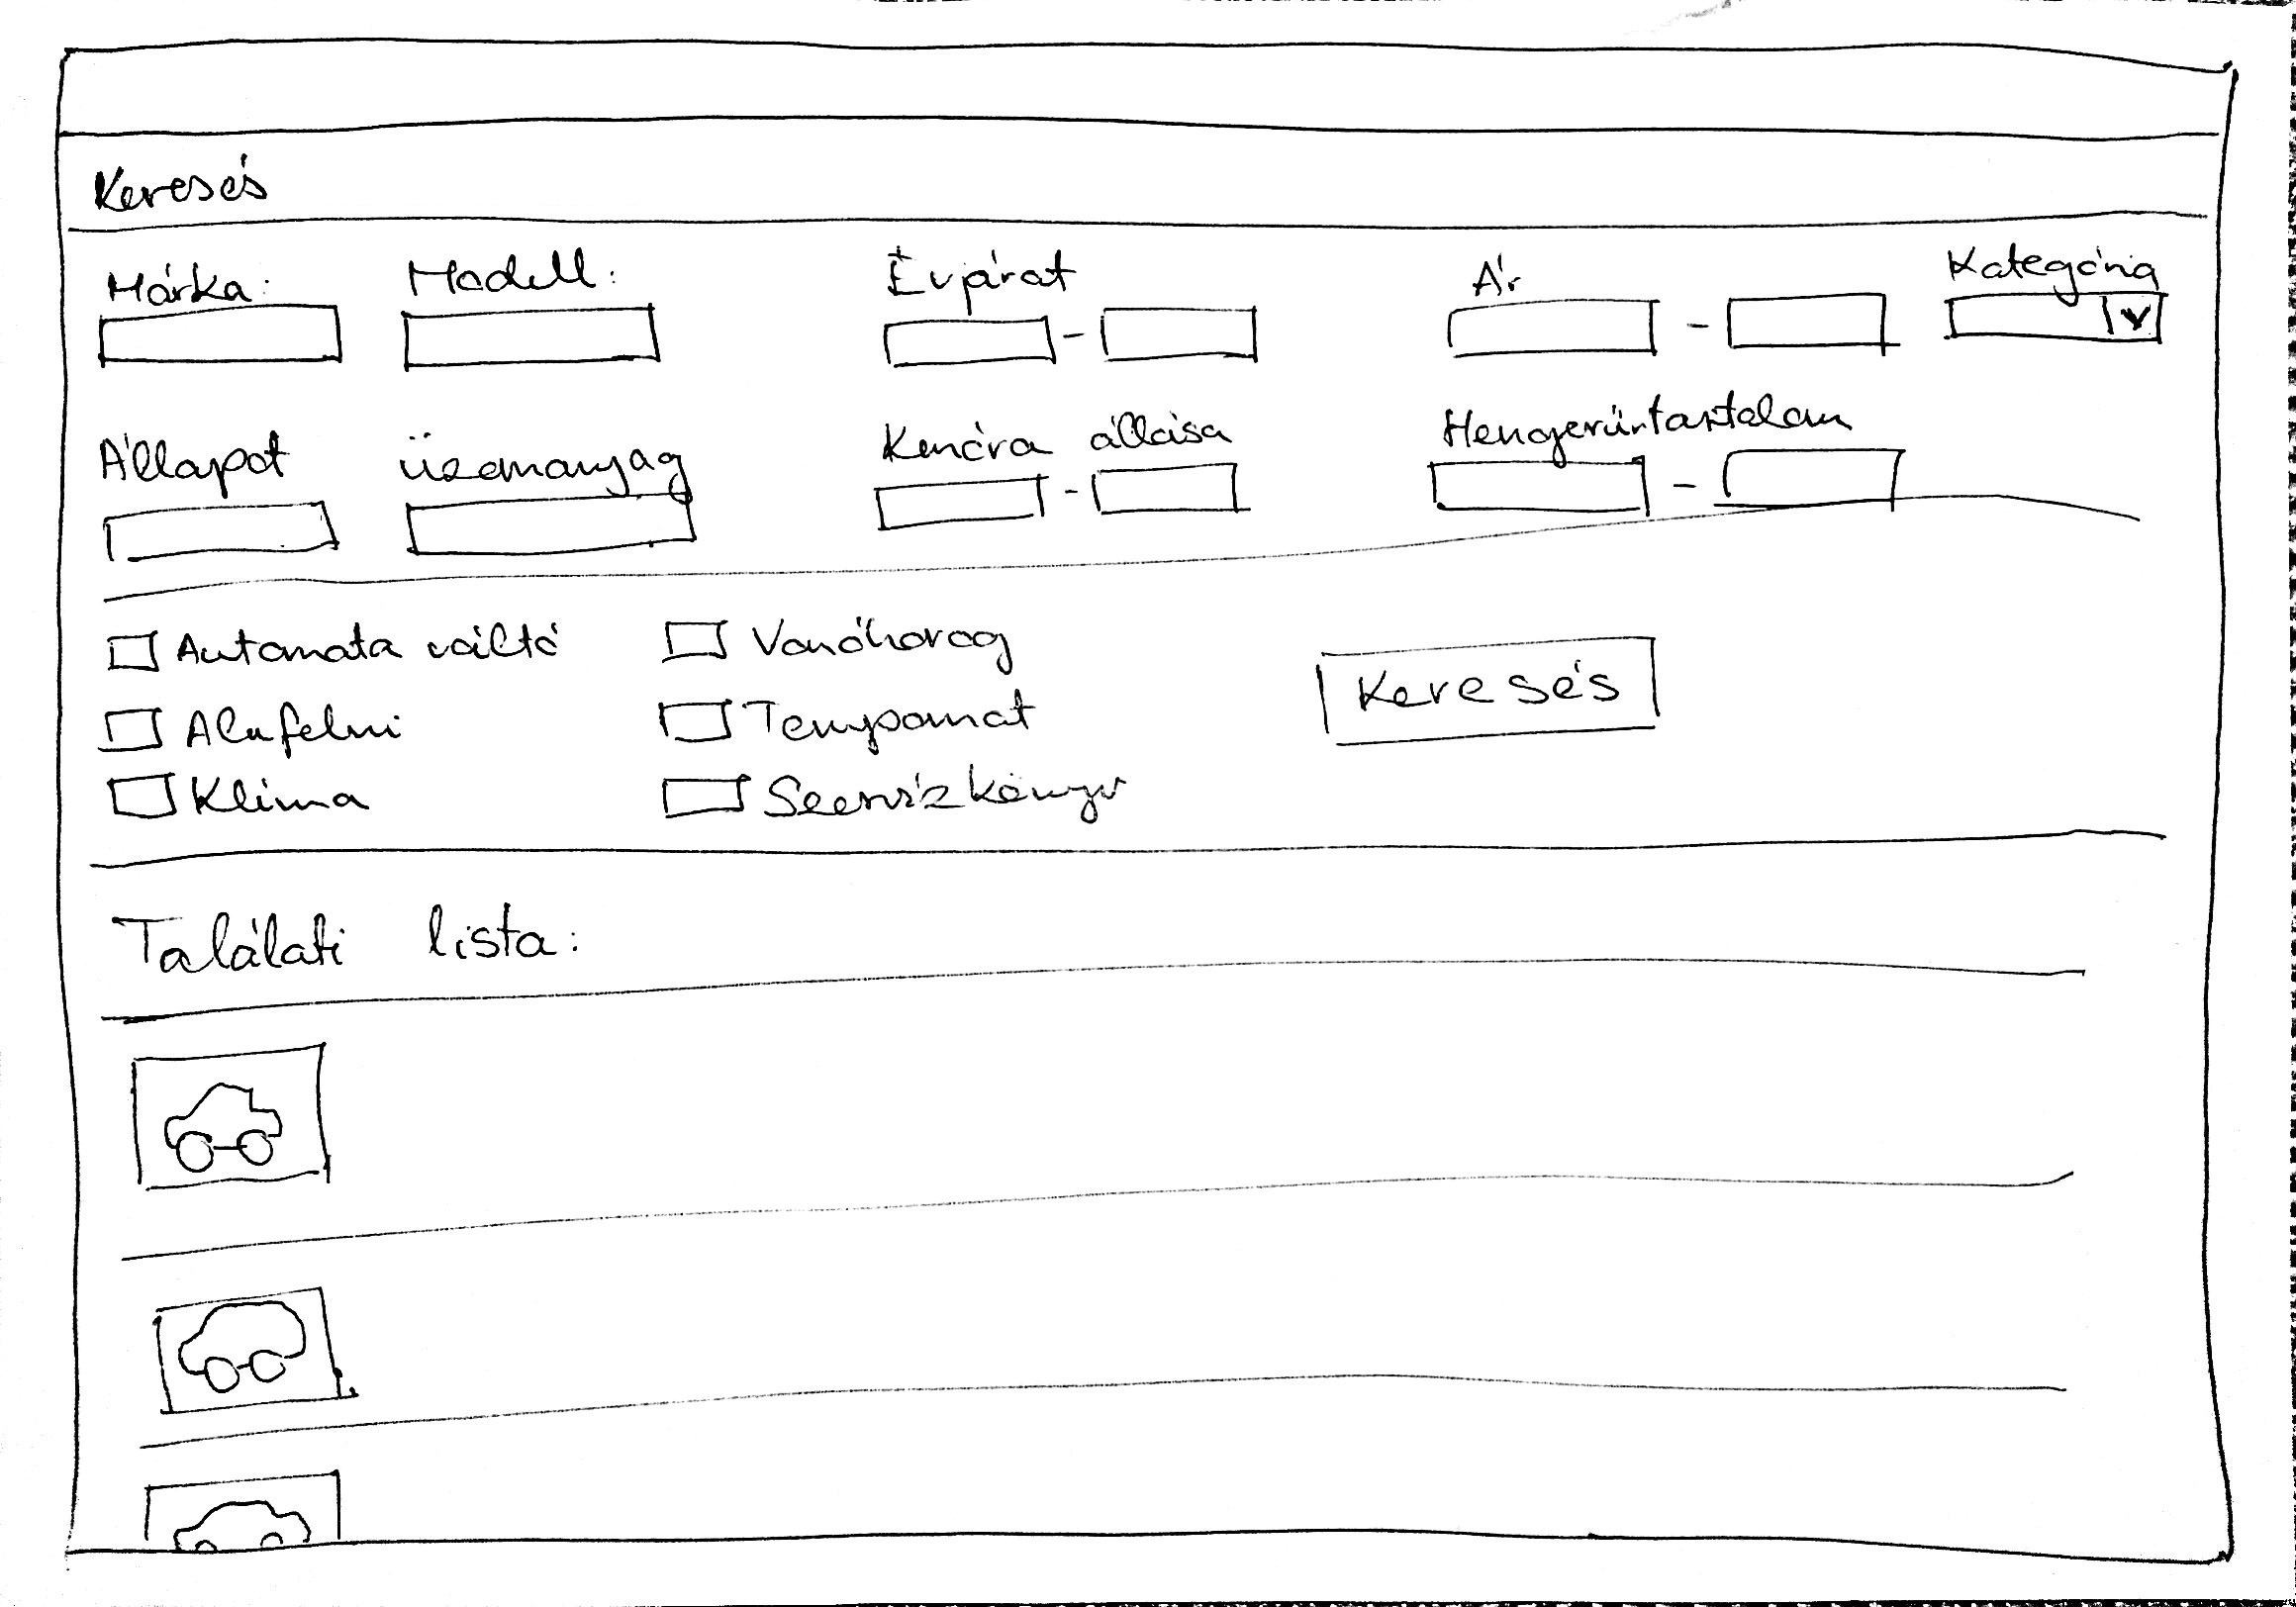 Keresés
Márka: Modell: Évjárat Ár Kategória
- -
Állapot üzemanyag Km óra állása Hengerűrtartalom
- -
Automata váltó Vonóhorog
Alufelni Tempomat Keresés
Klíma Szervizkönyv
Találati lista: